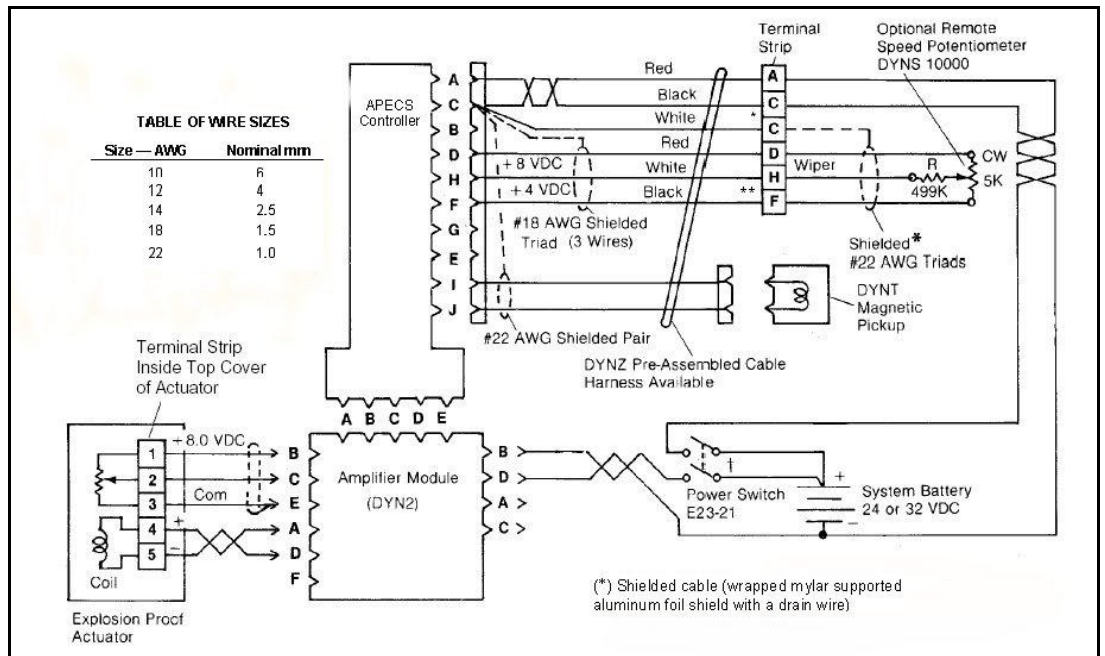 TABLE OF WIRE SIZES
Size — AWG Nominal mm
10 6
12 4
14 2.5
18 1.5
22 1.0
APECS
Controller
A
C
B
D
H
F
G
E
I
J
Red
Black
White
Red
+ 8 VDC
White
+ 4 VDC
Black
*
**
#18 AWG Shielded
Triad (3 Wires)
#22 AWG Shielded Pair
DYNZ Pre-Assembled Cable
Harness Available
Terminal
Strip
A
C
C
D
H
F
Wiper
Optional Remote
Speed Potentiometer
DYNS 10000
R
499K
CW
5K
Shielded*
#22 AWG Triads
DYNT
Magnetic
Pickup
A B C D E
Terminal Strip
Inside Top Cover
of Actuator
1
2
3
4
5
+ 8.0 VDC
Com
+
−
Coil
Explosion Proof
Actuator
B
C
E
A
D
F
Amplifier Module
(DYN2)
B
D
A
C
†
Power Switch
E23-21
+
System Battery
24 or 32 VDC
−
(*) Shielded cable (wrapped mylar supported
aluminum foil shield with a drain wire)